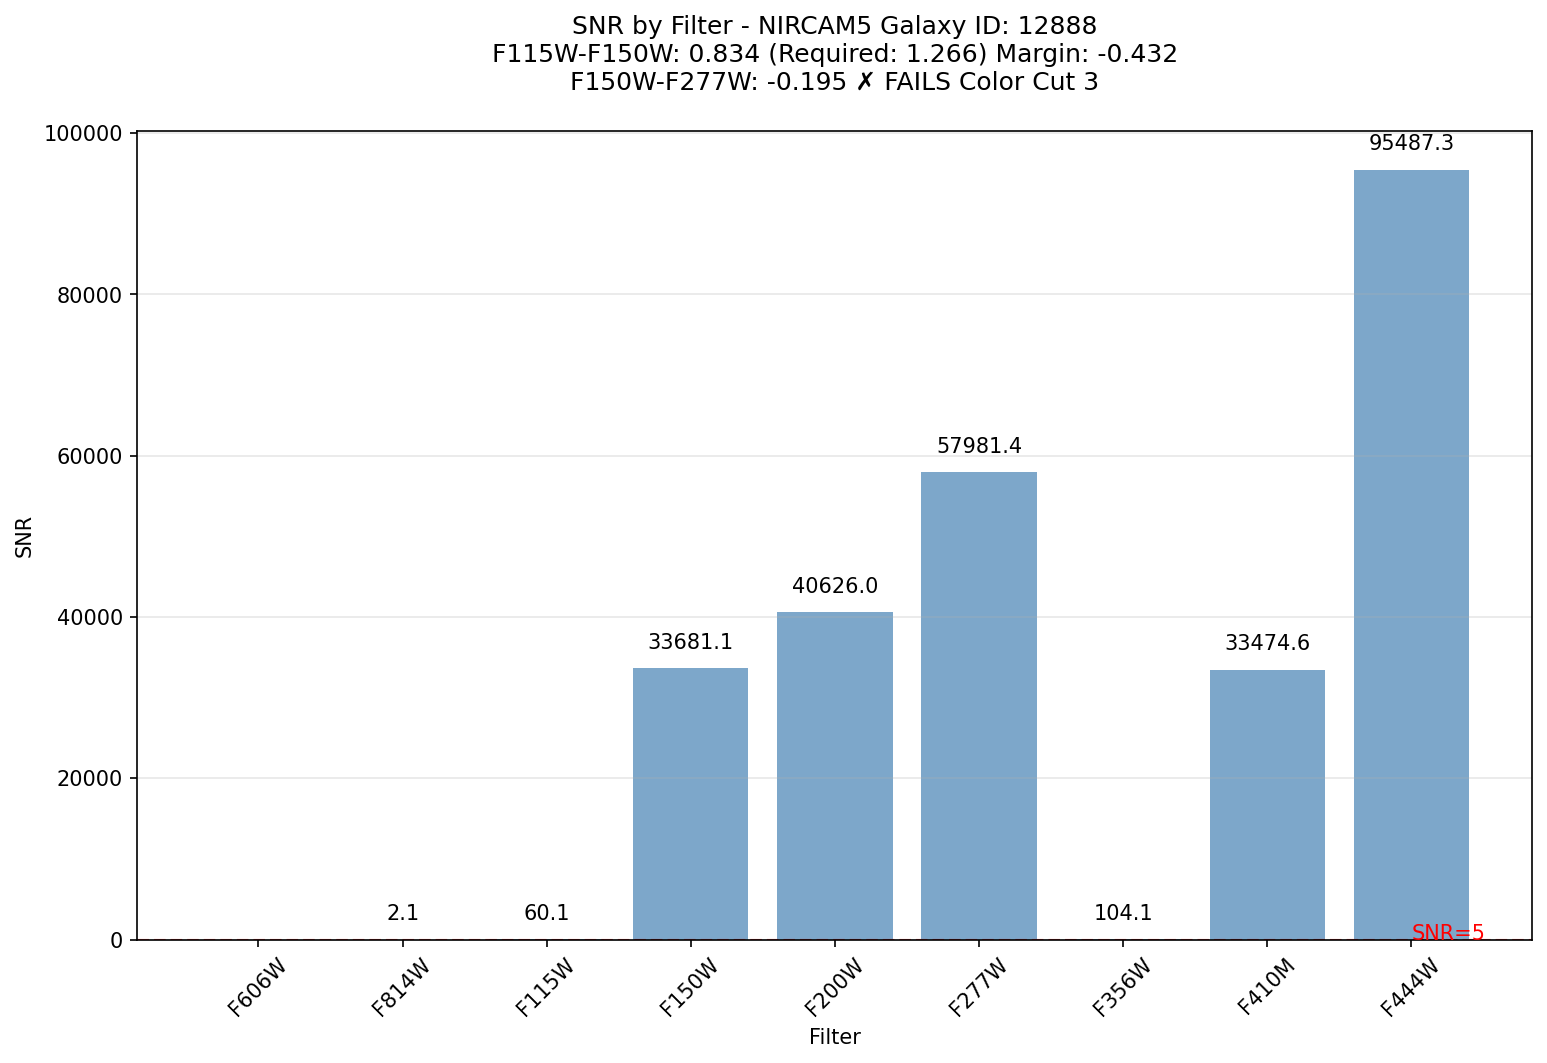 SNR by Filter - NIRCAM5 Galaxy ID: 12888
F115W-F150W: 0.834 (Required: 1.266) Margin: -0.432
F150W-F277W: -0.195 ✗ FAILS Color Cut 3
100000
95487.3
80000
60000
57981.4
SNR
40626.0
40000
33681.1
33474.6
20000
2.1
60.1
104.1
0
SNR=5
F606W
F814W
F115W
F150W
F200W
F277W
F356W
F410M
F444W
Filter